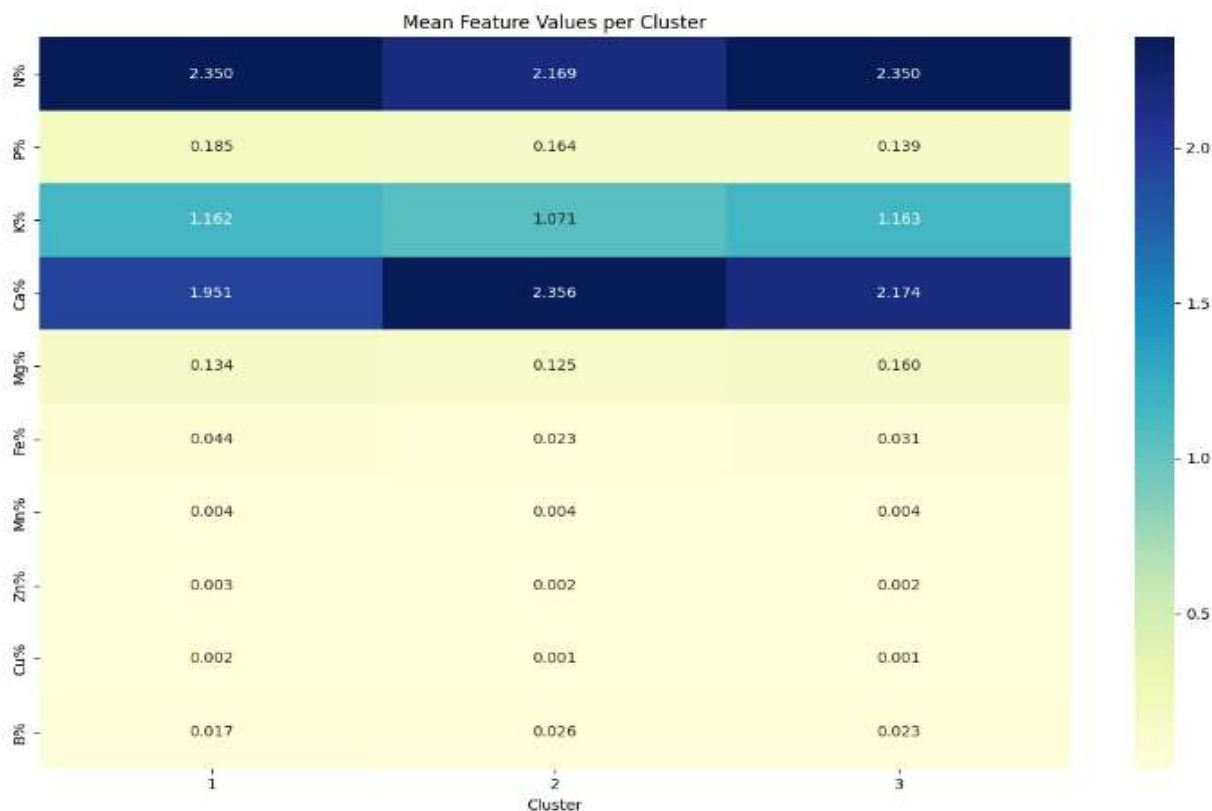 Mean Feature Values per Cluster
N% 2.350 2.169 2.350
P% 0.185 0.164 0.139
K% 1.162 1.071 1.163
Ca% 1.951 2.356 2.174
Mg% 0.134 0.125 0.160
Fe% 0.044 0.023 0.031
Mn% 0.004 0.004 0.004
Zn% 0.003 0.002 0.002
Cu% 0.002 0.001 0.001
B% 0.017 0.026 0.023
1 2 3
Cluster
2.0
1.5
1.0
0.5